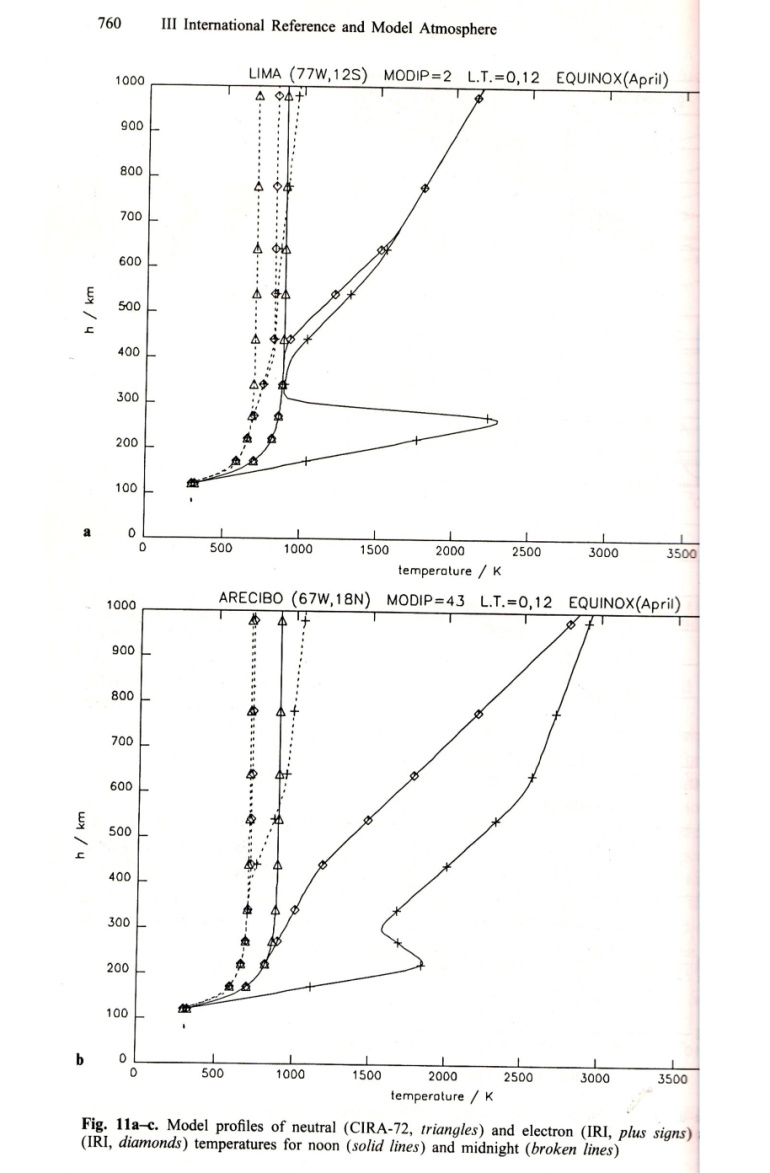 760 III International Reference and Model Atmosphere
LIMA (77W,12S) MODIP=2 L.T.=0,12 EQUINOX(April)
1000
900
800
700
600
500
400
300
200
100
0
h / km
a
0 500 1000 1500 2000 2500 3000 3500
temperature / K
ARECIBO (67W,18N) MODIP=43 L.T.=0,12 EQUINOX(April)
1000
900
800
700
600
500
400
300
200
100
0
h / km
b
0 500 1000 1500 2000 2500 3000 3500
temperature / K
Fig. 11a–c. Model profiles of neutral (CIRA-72, triangles) and electron (IRI, plus signs)
(IRI, diamonds) temperatures for noon (solid lines) and midnight (broken lines)